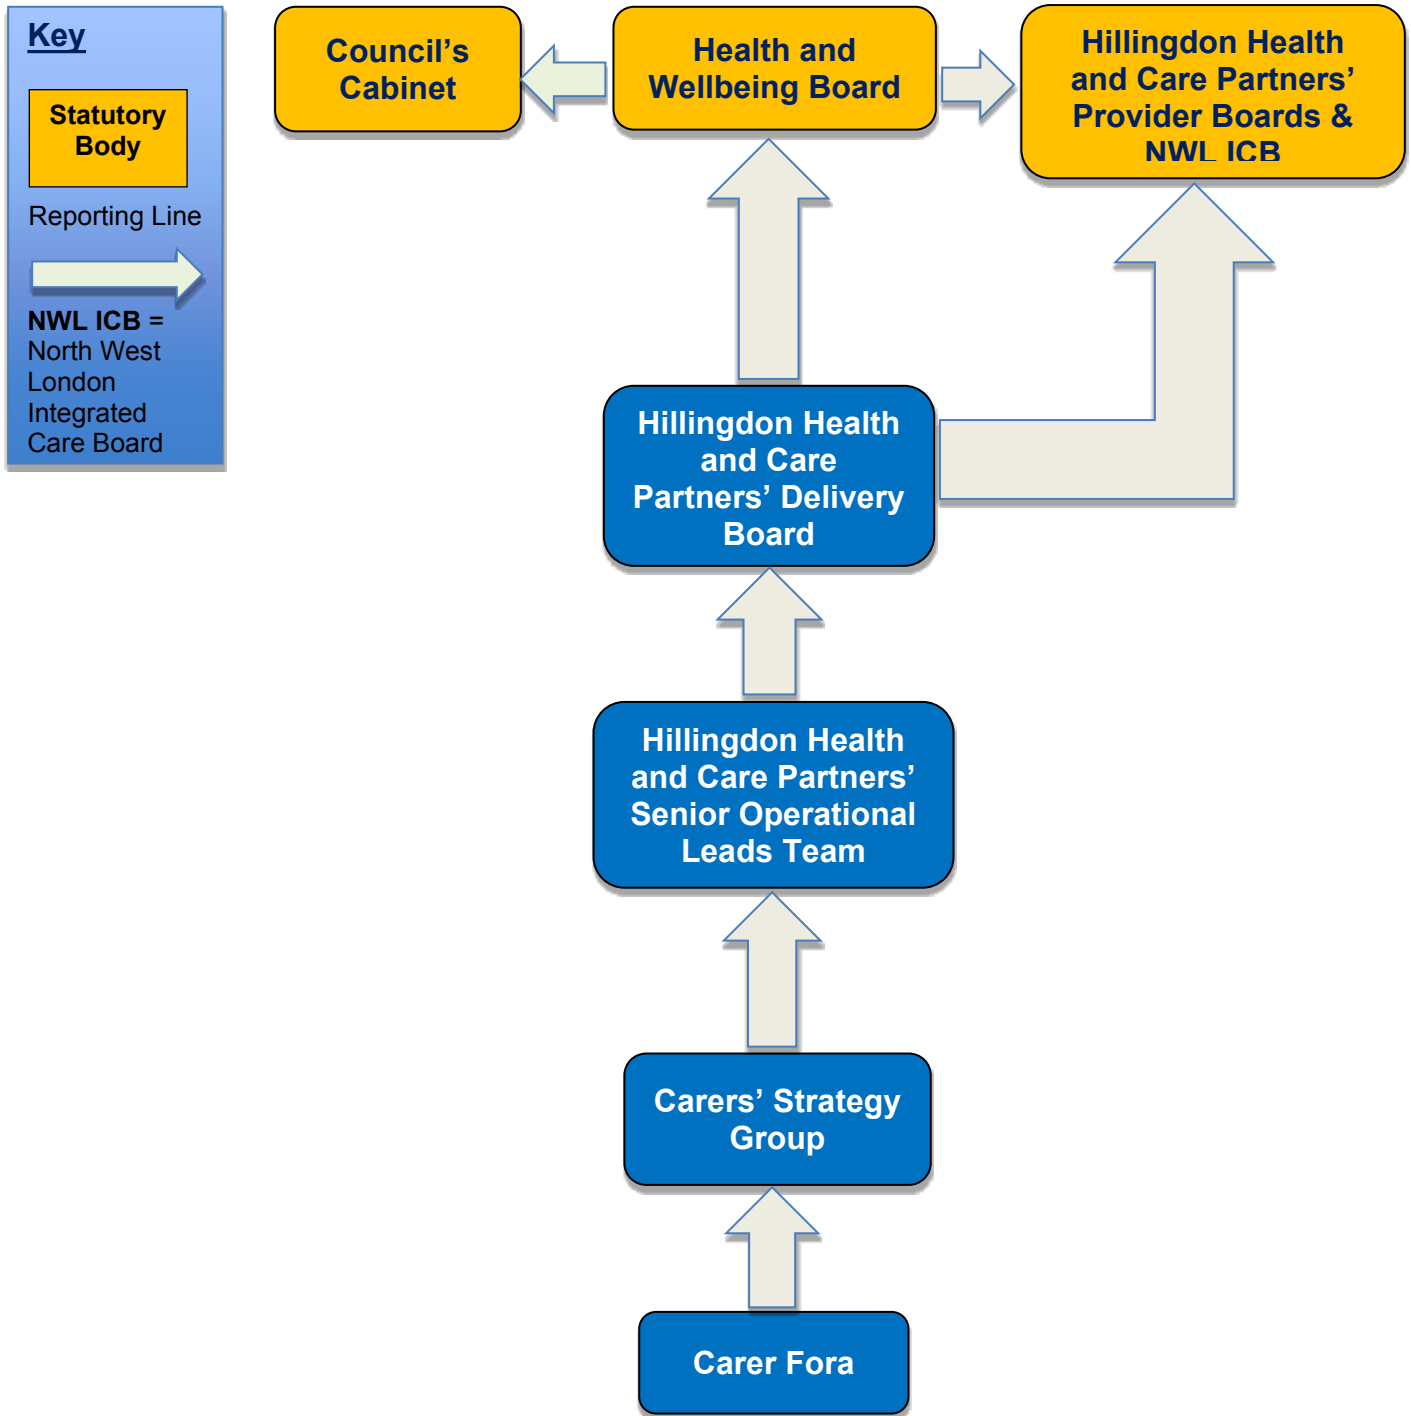 Key
Statutory
Body
Reporting Line
NWL ICB =
North West
London
Integrated
Care Board
Council’s
Cabinet
Health and
Wellbeing Board
Hillingdon Health
and Care Partners’
Provider Boards &
NWL ICB
Hillingdon Health
and Care
Partners’ Delivery
Board
Hillingdon Health
and Care Partners’
Senior Operational
Leads Team
Carers’ Strategy
Group
Carer Fora